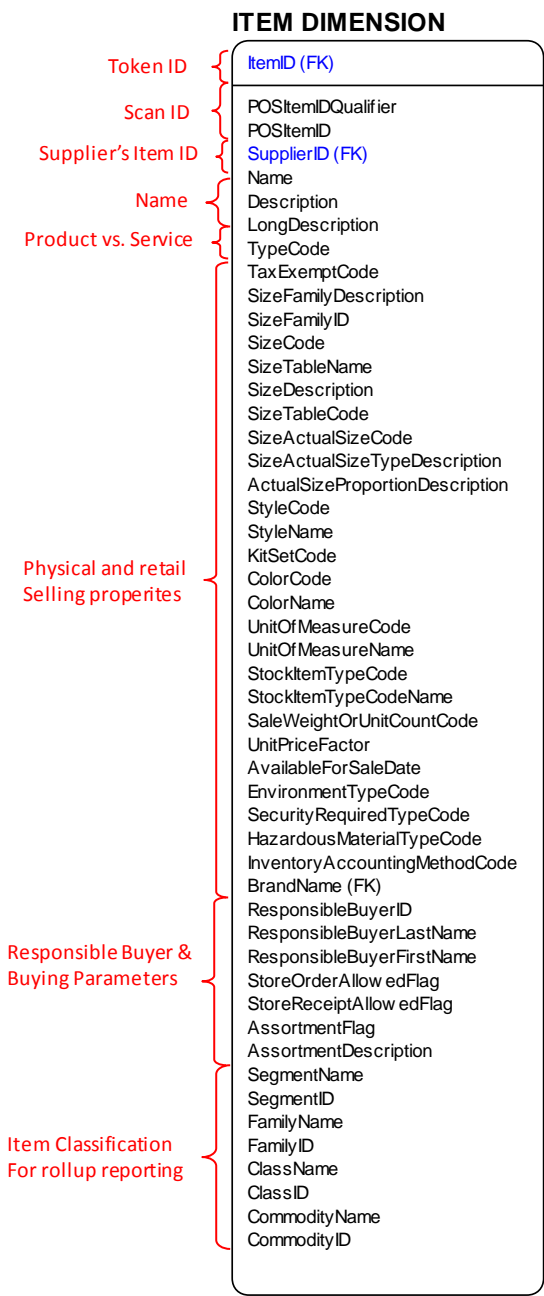 ITEM DIMENSION
Token ID
ItemID (FK)
Scan ID
POSItemIDQualifier
POSItemID
Supplier's Item ID
SupplierID (FK)
Name
Name
Description
LongDescription
Product vs. Service
TypeCode
TaxExemptCode
SizeFamilyDescription
SizeFamilyID
SizeCode
SizeTableName
SizeDescription
SizeTableCode
SizeActualSizeCode
SizeActualSizeTypeDescription
ActualSizeProportionDescription
StyleCode
StyleName
KitSetCode
Physical and retail
Selling properites
ColorCode
ColorName
UnitOfMeasureCode
UnitOfMeasureName
StockItemTypeCode
StockItemTypeCodeName
SaleWeightOrUnitCountCode
UnitPriceFactor
AvailableForSaleDate
EnvironmentTypeCode
SecurityRequiredTypeCode
HazardousMaterialTypeCode
InventoryAccountingMethodCode
BrandName (FK)
ResponsibleBuyerID
ResponsibleBuyerLastName
ResponsibleBuyerFirstName
Responsible Buyer &
Buying Parameters
StoreOrderAllowedFlag
StoreReceiptAllowedFlag
AssortmentFlag
AssortmentDescription
SegmentName
SegmentID
FamilyName
FamilyID
Item Classification
For rollup reporting
ClassName
ClassID
CommodityName
CommodityID